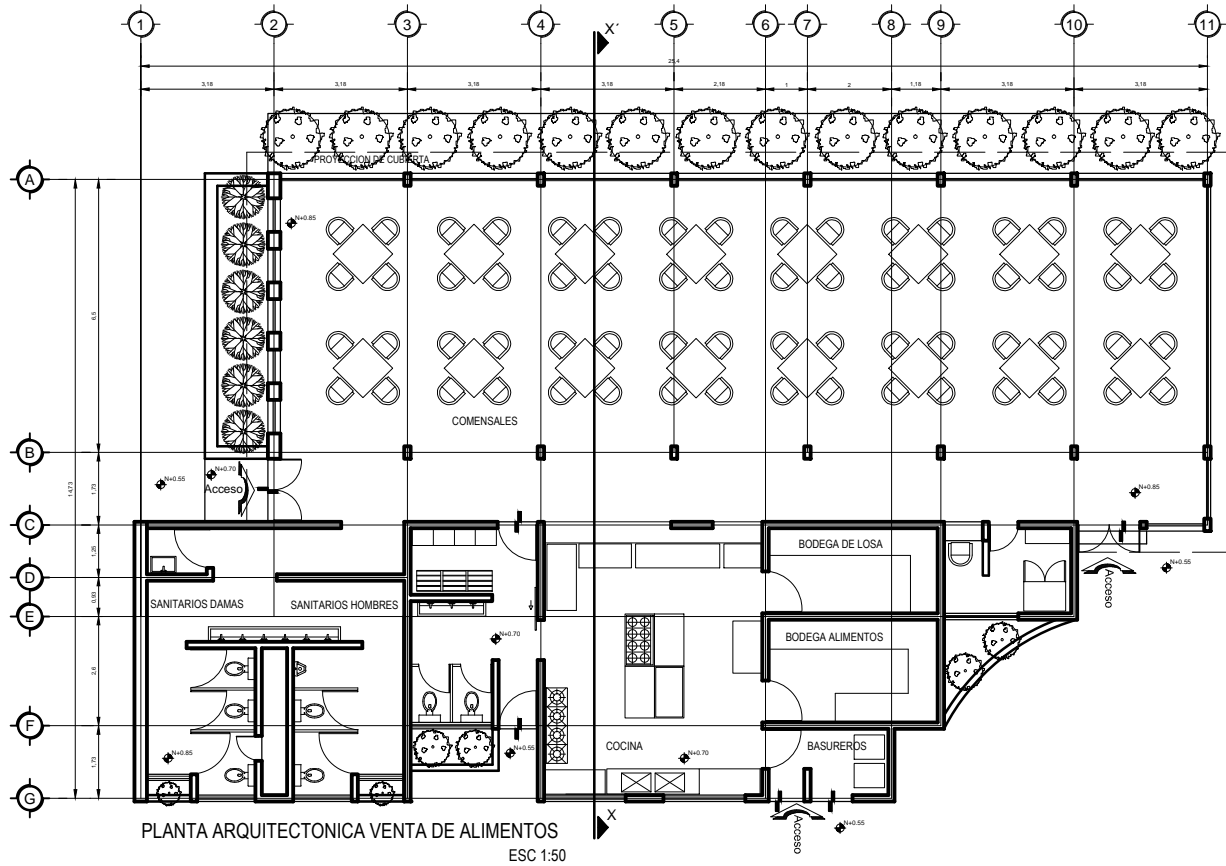 1 2 3 4 5 6 7 8 9 10 11
X´
25,4
3,18 3,18 3,18 3,18 2,18 1 2 1,18 3,18 3,18
PROYECCION DE CUBIERTA
A
N+0.85
6,5
14,73
COMENSALES
B
N+0.55 N+0.70
Acceso
1,73
N+0.85
C
BODEGA DE LOSA
1,25
N+0.55
Acceso
D
0,93
SANITARIOS DAMAS SANITARIOS HOMBRES
E
N+0.70
BODEGA ALIMENTOS
2,6
F
N+0.85
N+0.55
COCINA
N+0.70
BASUREROS
1,73
G
X
Acceso
N+0.55
PLANTA ARQUITECTONICA VENTA DE ALIMENTOS
ESC 1:50